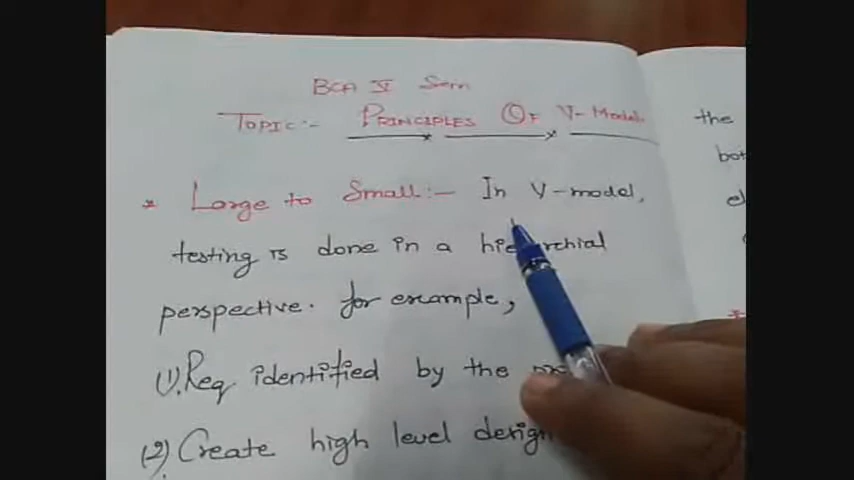 BCA V Sem
TOPIC:- PRINCIPLES OF V-Model
* Large to Small:- In V-model,
testing is done in a hierarchial
perspective. for example,
(1). Req identified by the
(2) Create high level design
the
*